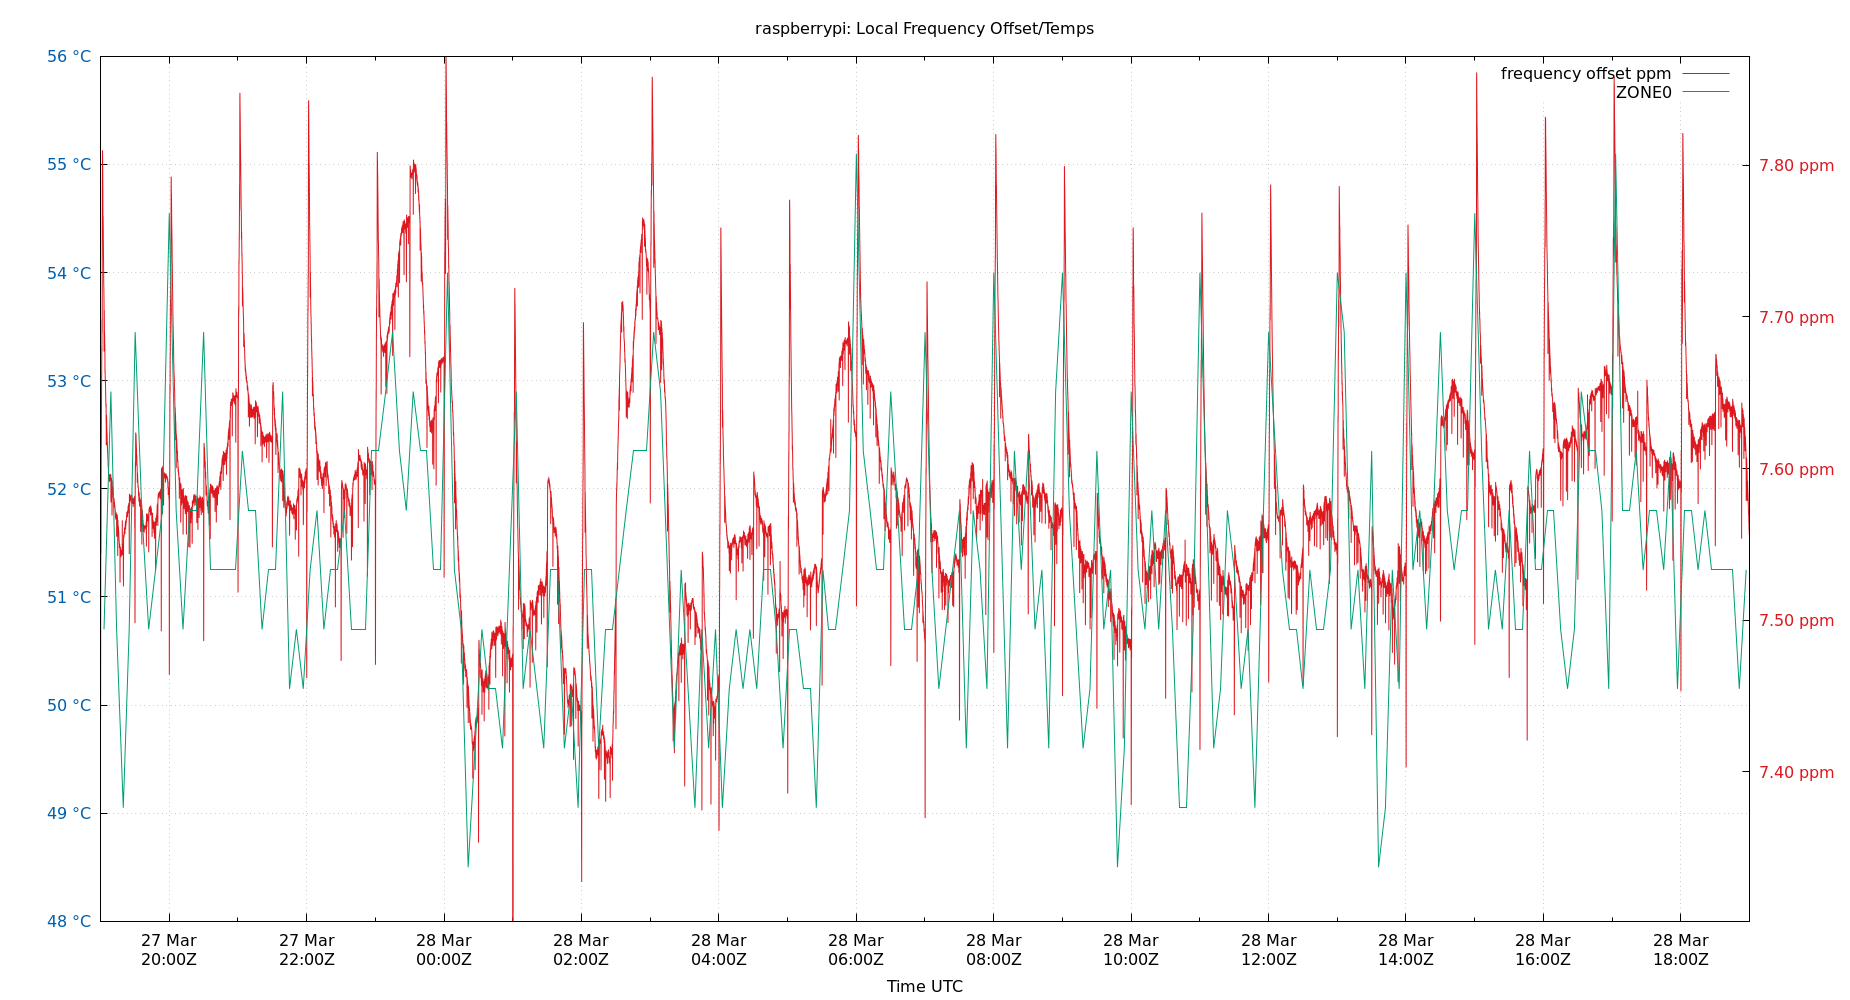 raspberrypi: Local Frequency Offset/Temps
56 °C
55 °C
54 °C
53 °C
52 °C
51 °C
50 °C
49 °C
48 °C
frequency offset ppm
ZONE0
7.80 ppm
7.70 ppm
7.60 ppm
7.50 ppm
7.40 ppm
27 Mar
20:00Z
27 Mar
22:00Z
28 Mar
00:00Z
28 Mar
02:00Z
28 Mar
04:00Z
28 Mar
06:00Z
28 Mar
08:00Z
28 Mar
10:00Z
28 Mar
12:00Z
28 Mar
14:00Z
28 Mar
16:00Z
28 Mar
18:00Z
Time UTC